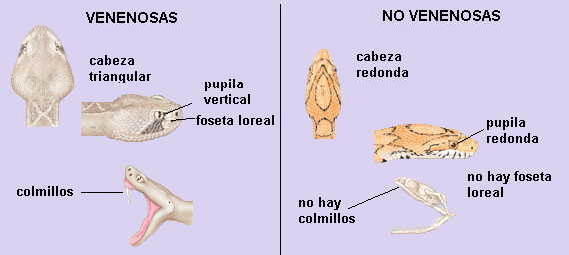 VENENOSAS
cabeza
triangular
pupila
vertical
foseta loreal
colmillos
NO VENENOSAS
cabeza
redonda
pupila
redonda
no hay foseta
loreal
no hay
colmillos